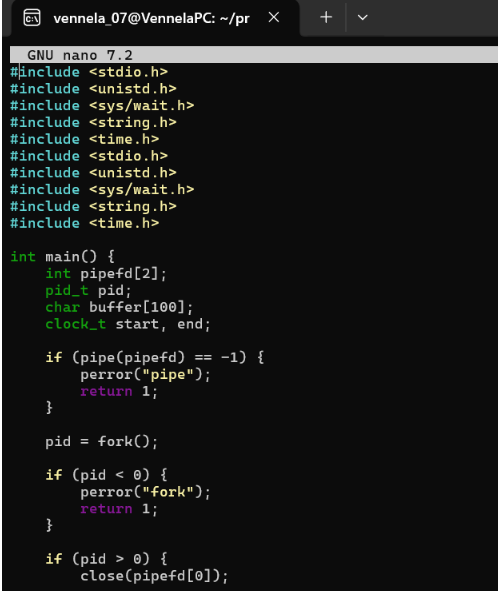 vennela_07@VennelaPC: ~/pr
GNU nano 7.2
#include <stdio.h>
#include <unistd.h>
#include <sys/wait.h>
#include <string.h>
#include <time.h>
#include <stdio.h>
#include <unistd.h>
#include <sys/wait.h>
#include <string.h>
#include <time.h>

int main() {
    int pipefd[2];
    pid_t pid;
    char buffer[100];
    clock_t start, end;

    if (pipe(pipefd) == -1) {
        perror("pipe");
        return 1;
    }

    pid = fork();

    if (pid < 0) {
        perror("fork");
        return 1;
    }

    if (pid > 0) {
        close(pipefd[0]);